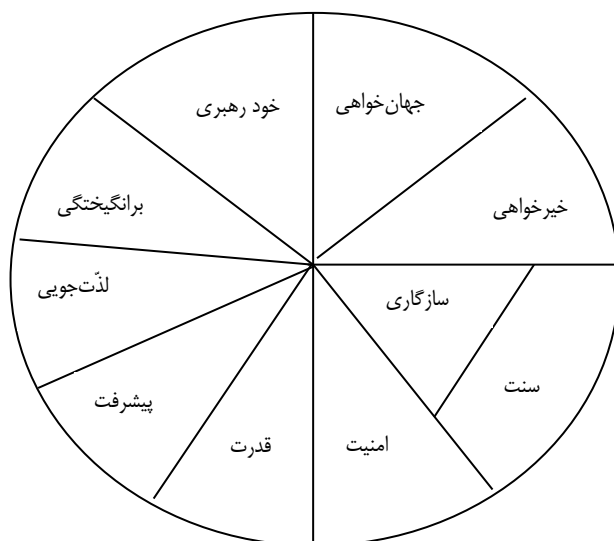 خود رهبری
جهان‌خواهی
برانگیختگی
خیرخواهی
لذّت‌جویی
سازگاری
سنت
پیشرفت
قدرت
امنیت